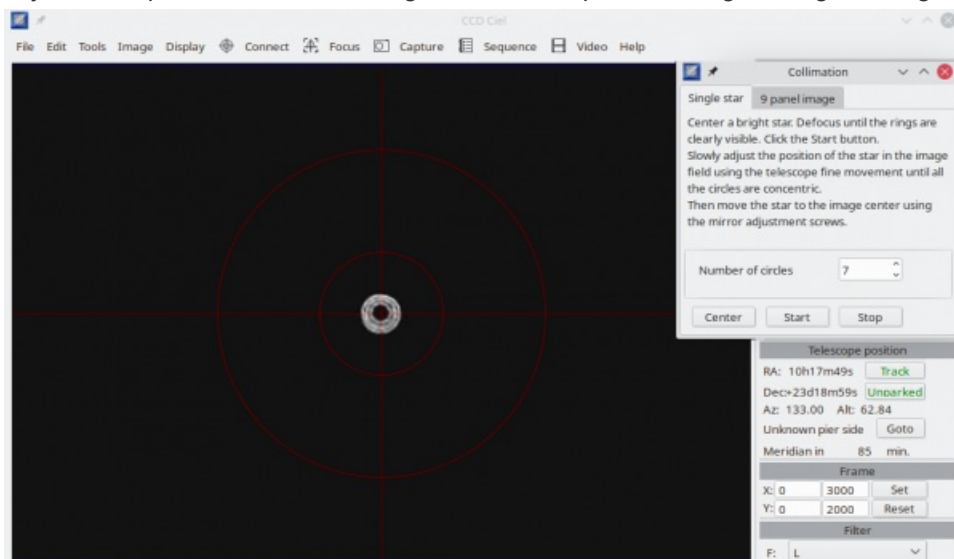 CCD Ciel
File Edit Tools Image Display Connect Focus Capture Sequence Video Help
Collimation
Single star 9 panel image
Center a bright star. Defocus until the rings are
clearly visible. Click the Start button.
Slowly adjust the position of the star in the image
field using the telescope fine movement until all
the circles are concentric.
Then move the star to the image center using
the mirror adjustment screws.
Number of circles 7
Center Start Stop
Telescope position
RA: 10h17m49s Track
Dec:+23d18m59s Unparked
Az: 133.00 Alt: 62.84
Unknown pier side Goto
Meridian in 85 min.
Frame
X: 0 3000 Set
Y: 0 2000 Reset
Filter
F: L